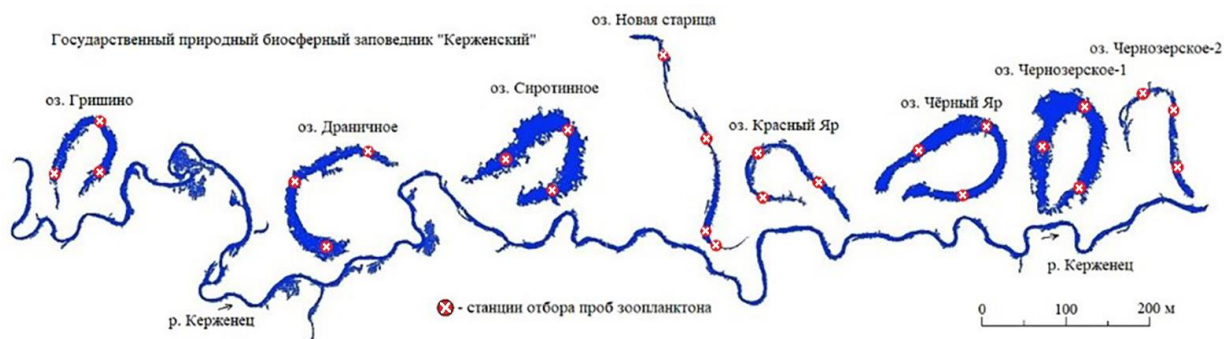 оз. Новая старица
Государственный природный биосферный заповедник "Керженский"
оз. Чернозерское-2
оз. Чернозерское-1
оз. Гришино
оз. Сиротинное
оз. Чёрный Яр
оз. Драничное
оз. Красный Яр
р. Керженец
- станции отбора проб зоопланктона
р. Керженец
0 100 200 м